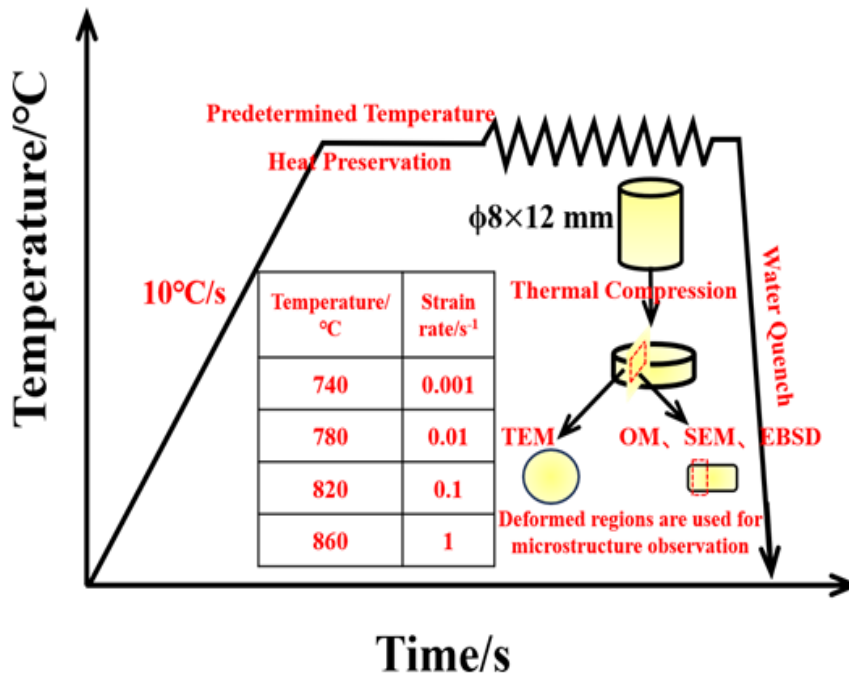 Temperature/°C
Predetermined Temperature
Heat Preservation
10°C/s
ϕ8×12 mm
Thermal Compression
Water Quench
Temperature/
°C
Strain
rate/s⁻¹
740
0.001
780
0.01
820
0.1
860
1
TEM
OM、SEM、EBSD
Deformed regions are used for
microstructure observation
Time/s